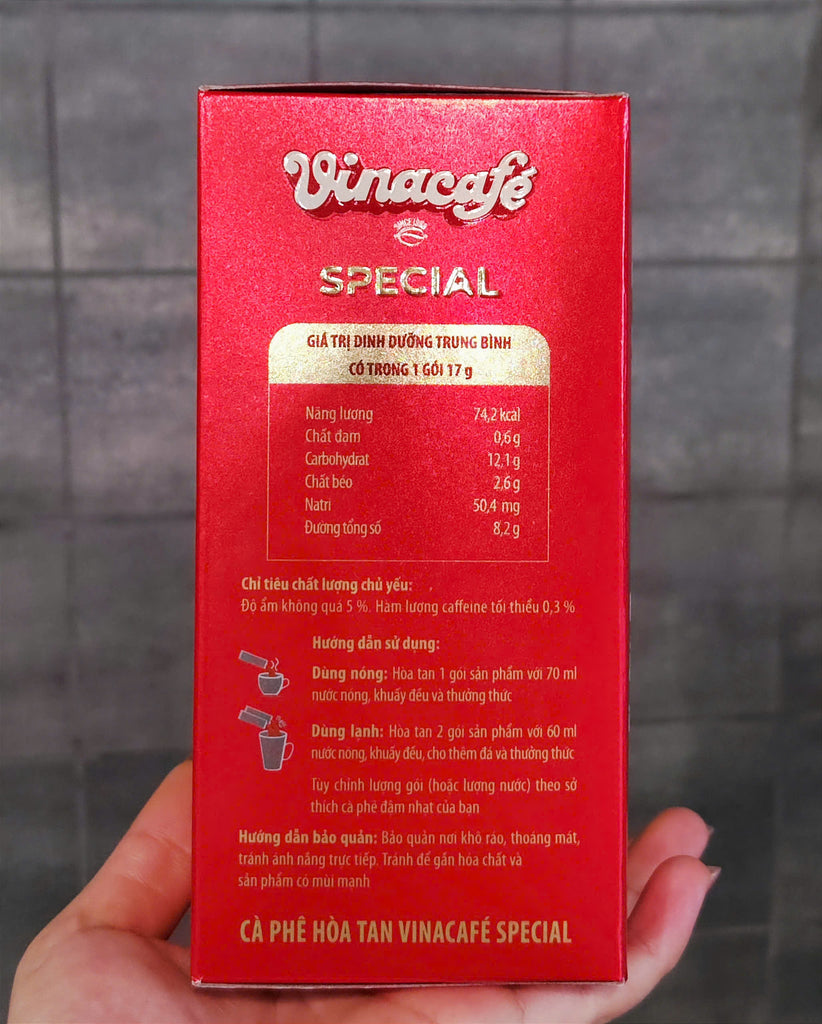 Vinacafé
SPECIAL
GIÁ TRỊ DINH DƯỠNG TRUNG BÌNH
CÓ TRONG 1 GÓI 17 g
Năng lượng 74,2 kcal
Chất đạm 0,6 g
Carbohydrat 12,1 g
Chất béo 2,6 g
Natri 50,4 mg
Đường tổng số 8,2 g
Chỉ tiêu chất lượng chủ yếu:
Độ ẩm không quá 5 %. Hàm lượng caffeine tối thiểu 0,3 %
Hướng dẫn sử dụng:
Dùng nóng: Hòa tan 1 gói sản phẩm với 70 ml
nước nóng, khuấy đều và thưởng thức
Dùng lạnh: Hòa tan 2 gói sản phẩm với 60 ml
nước nóng, khuấy đều, cho thêm đá và thưởng thức
Tùy chỉnh lượng gói (hoặc lượng nước) theo sở
thích cà phê đậm nhạt của bạn
Hướng dẫn bảo quản: Bảo quản nơi khô ráo, thoáng mát,
tránh ánh nắng trực tiếp. Tránh để gần hóa chất và
sản phẩm có mùi mạnh
CÀ PHÊ HÒA TAN VINACAFÉ SPECIAL